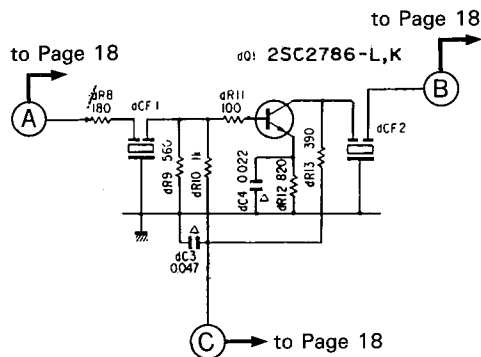 to Page 18
to Page 18
dQ1 2SC2786-L,K
A
B
dR8
180
dCF1
dR11
100
dCF2
dR9 560
dR10 1k
dC4 0.022
dR12 820
dR13 390
dC3
0.047
C
to Page 18